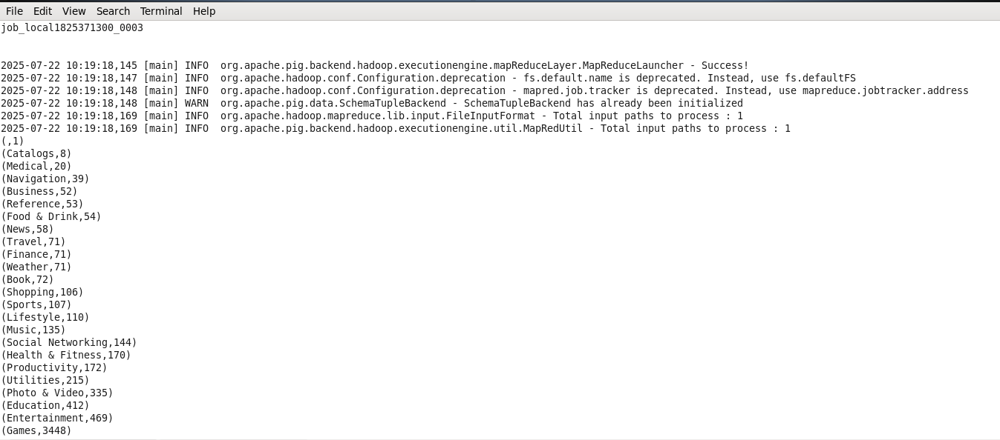 File Edit View Search Terminal Help
job_local1825371300_0003
2025-07-22 10:19:18,145 [main] INFO  org.apache.pig.backend.hadoop.executionengine.mapReduceLayer.MapReduceLauncher - Success!
2025-07-22 10:19:18,147 [main] INFO  org.apache.hadoop.conf.Configuration.deprecation - fs.default.name is deprecated. Instead, use fs.defaultFS
2025-07-22 10:19:18,148 [main] INFO  org.apache.hadoop.conf.Configuration.deprecation - mapred.job.tracker is deprecated. Instead, use mapreduce.jobtracker.address
2025-07-22 10:19:18,148 [main] WARN  org.apache.pig.data.SchemaTupleBackend - SchemaTupleBackend has already been initialized
2025-07-22 10:19:18,169 [main] INFO  org.apache.hadoop.mapreduce.lib.input.FileInputFormat - Total input paths to process : 1
2025-07-22 10:19:18,169 [main] INFO  org.apache.pig.backend.hadoop.executionengine.util.MapRedUtil - Total input paths to process : 1
(,1)
(Catalogs,8)
(Medical,20)
(Navigation,39)
(Business,52)
(Reference,53)
(Food & Drink,54)
(News,58)
(Travel,71)
(Finance,71)
(Weather,71)
(Book,72)
(Shopping,106)
(Sports,107)
(Lifestyle,110)
(Music,135)
(Social Networking,144)
(Health & Fitness,170)
(Productivity,172)
(Utilities,215)
(Photo & Video,335)
(Education,412)
(Entertainment,469)
(Games,3448)